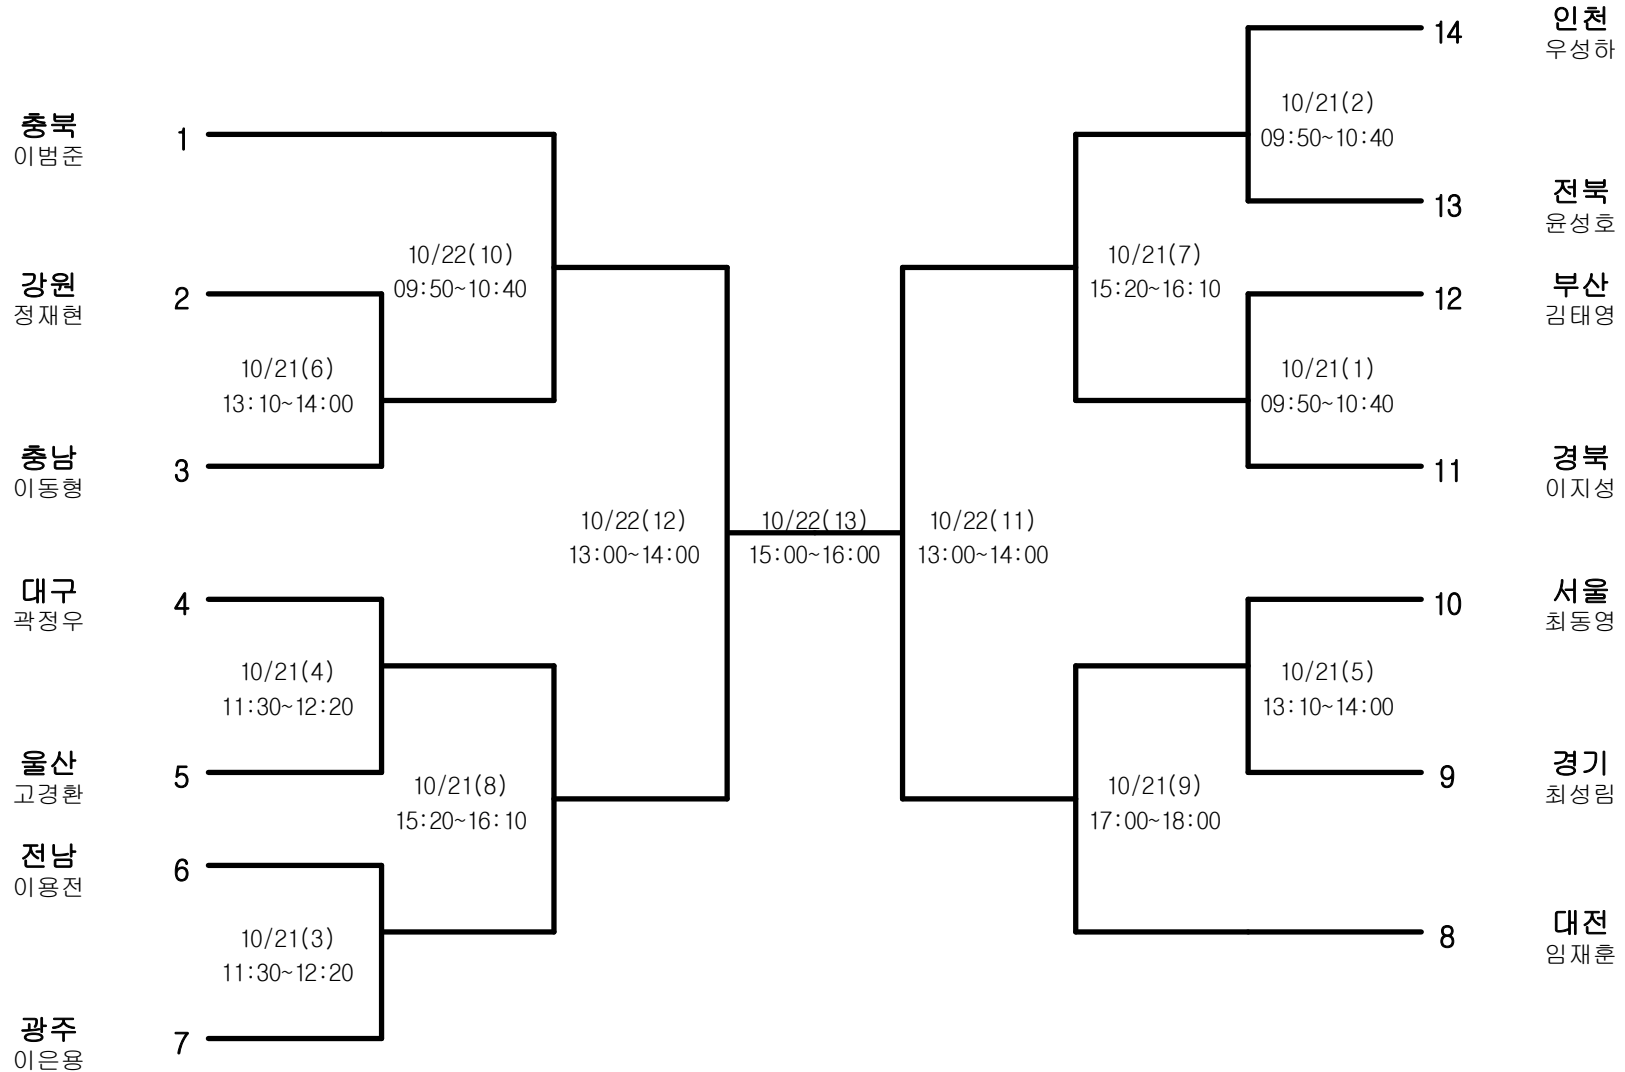 충북
이범준
1
강원
정재현
2
10/22(10)
09:50~10:40
10/21(6)
13:10~14:00
충남
이동형
3
10/22(12)
13:00~14:00
대구
곽정우
4
10/21(4)
11:30~12:20
울산
고경환
5
10/21(8)
15:20~16:10
전남
이용전
6
10/21(3)
11:30~12:20
광주
이은용
7
10/22(13)
15:00~16:00
14
인천
우성하
10/21(2)
09:50~10:40
13
전북
윤성호
10/21(7)
15:20~16:10
12
부산
김태영
10/21(1)
09:50~10:40
11
경북
이지성
10/22(11)
13:00~14:00
10
서울
최동영
10/21(5)
13:10~14:00
9
경기
최성림
10/21(9)
17:00~18:00
8
대전
임재훈